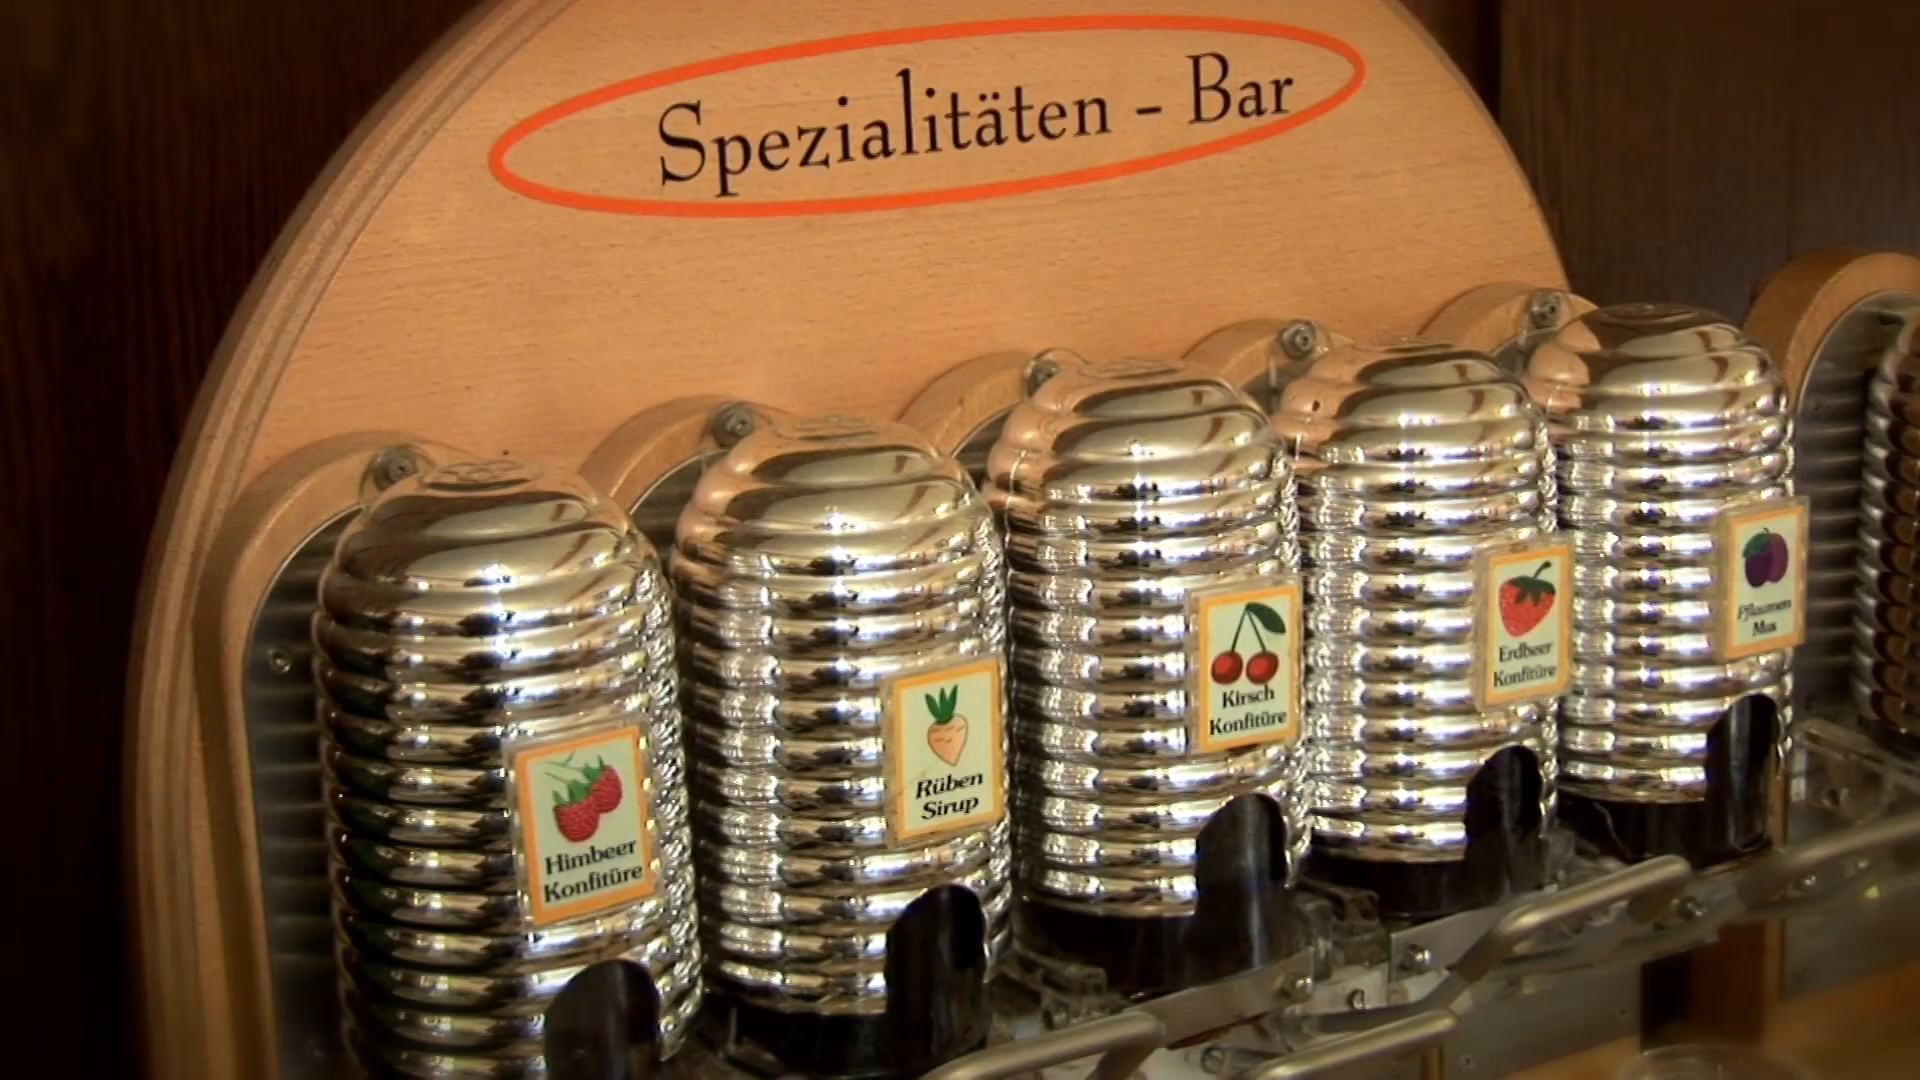 Spezialitäten - Bar
Himbeer
Konfitüre
Rüben
Sirup
Kirsch
Konfitüre
Erdbeer
Konfitüre
Pflaumen
Mus